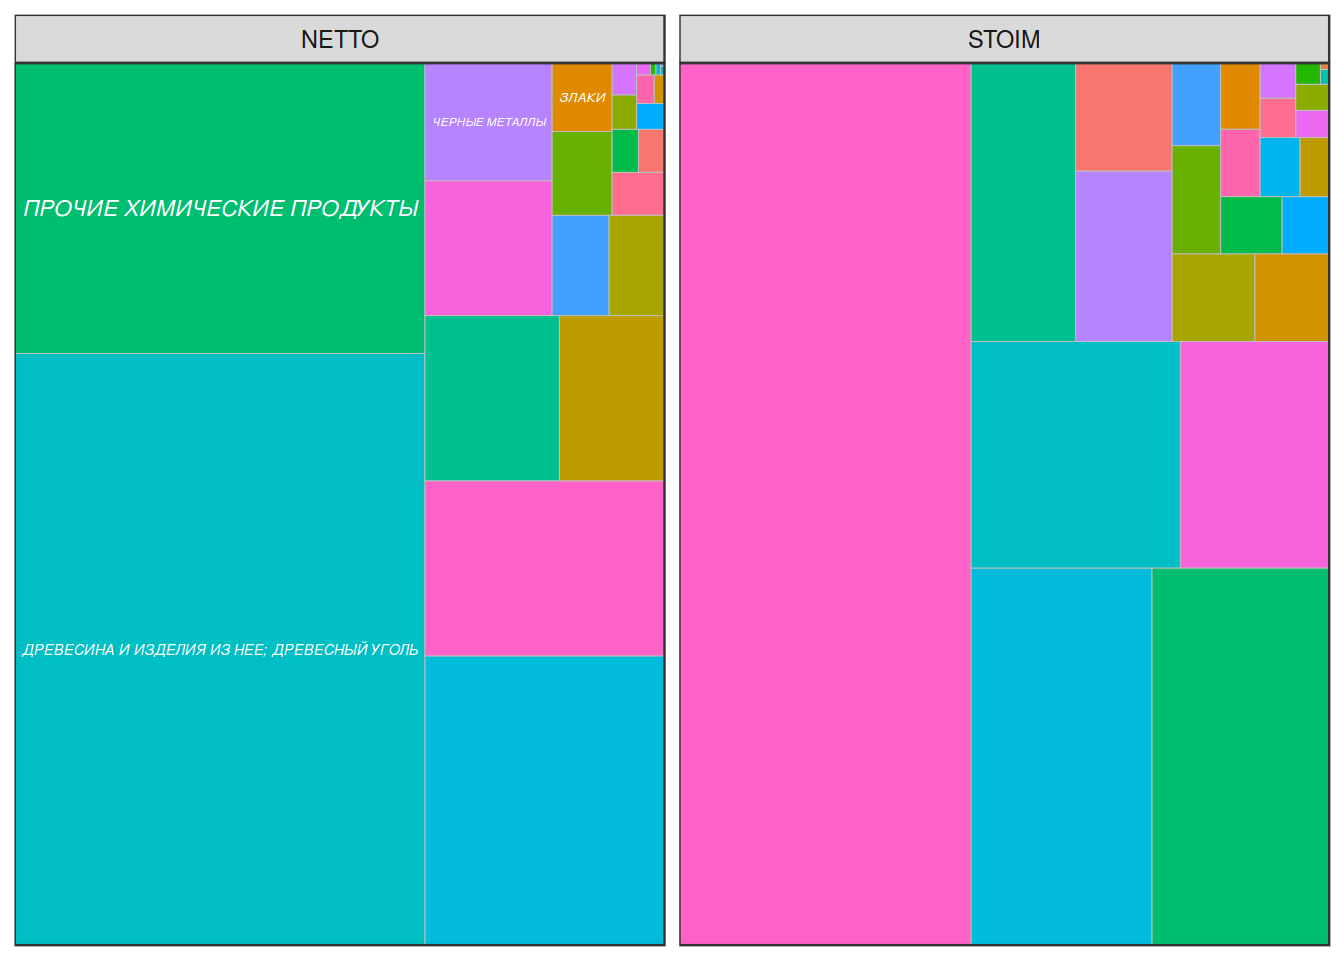 NETTO
STOIM
ЧЕРНЫЕ МЕТАЛЛЫ
ЗЛАКИ
ПРОЧИЕ ХИМИЧЕСКИЕ ПРОДУКТЫ
ДРЕВЕСИНА И ИЗДЕЛИЯ ИЗ НЕЕ; ДРЕВЕСНЫЙ УГОЛЬ